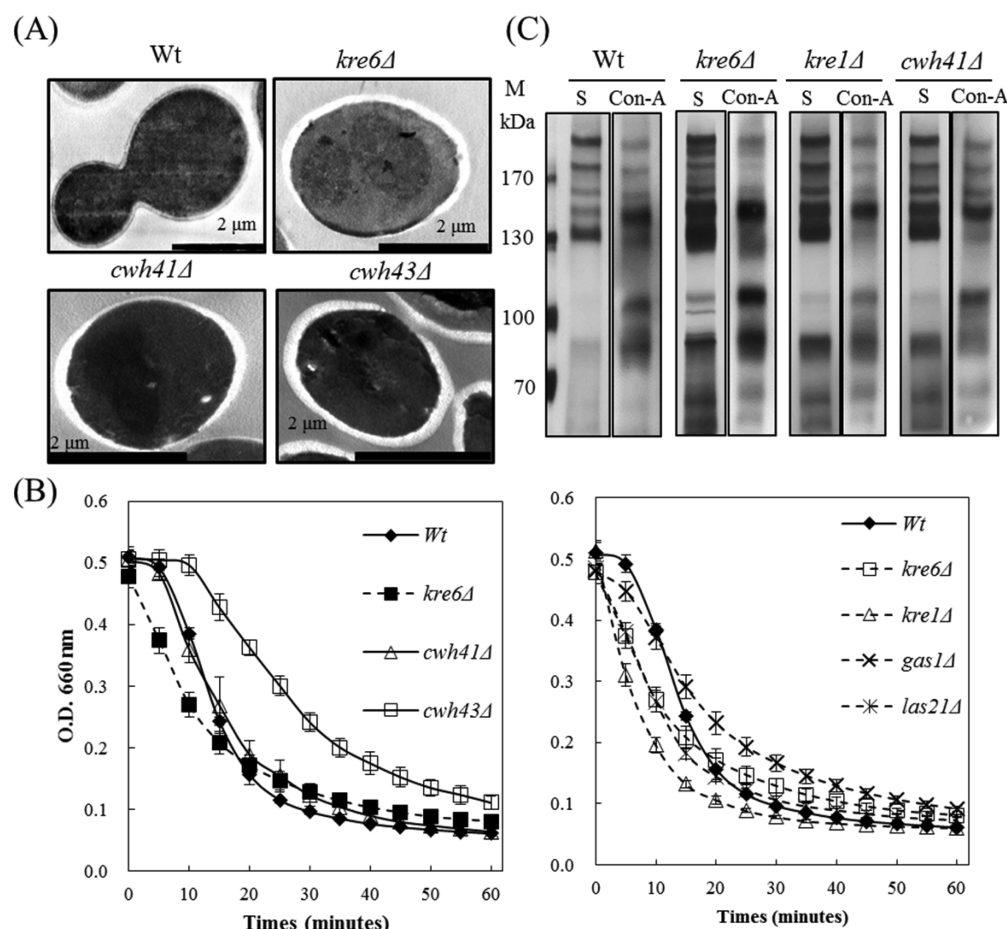 (A)
Wt
kre6Δ
2 μm
2 μm
cwh41Δ
cwh43Δ
2 μm
2 μm
(C)
Wt
kre6Δ
kre1Δ
cwh41Δ
M
S
Con-A
S
Con-A
S
Con-A
S
Con-A
kDa
170
130
100
70
(B)
O.D. 660nm
0.6
0.5
0.4
0.3
0.2
0.1
0.0
Wt
kre6Δ
cwh41Δ
cwh43Δ
0
10
20
30
40
50
60
Times (minutes)
0.6
0.5
0.4
0.3
0.2
0.1
0.0
Wt
kre6Δ
kre1Δ
gas1Δ
las21Δ
0
10
20
30
40
50
60
Times (minutes)